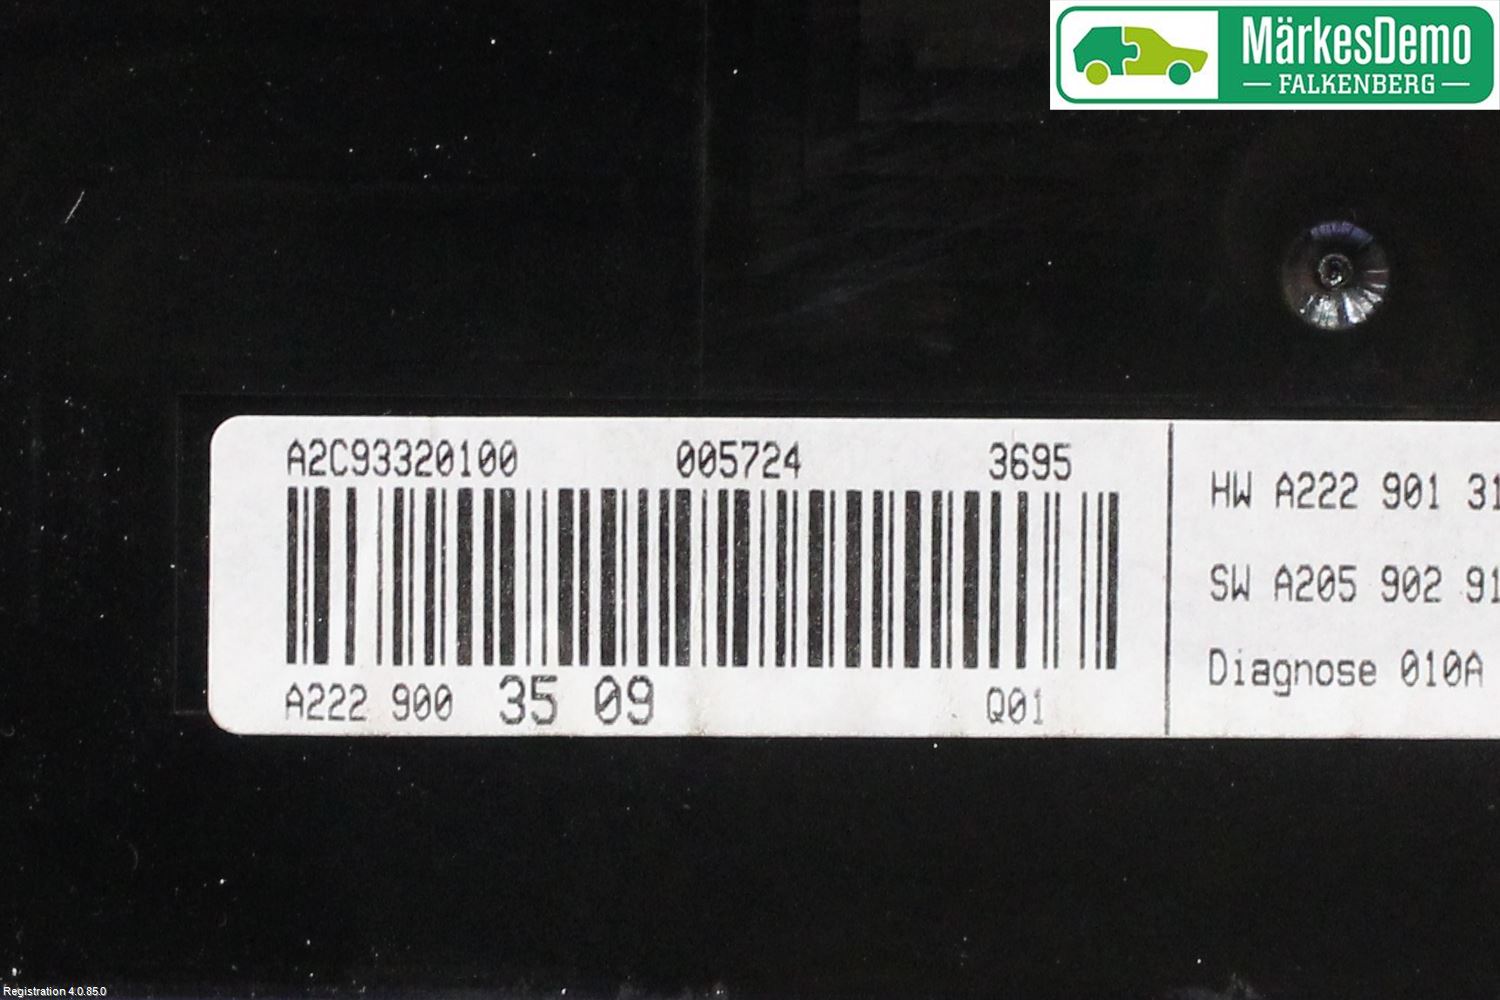 MärkesDemo
FALKENBERG
A2C93320100 005724 3695
A222 900 35 09 Q01
HW A222 901 31
SW A205 902 91
Diagnose 010A
Registration 4.0.85.0